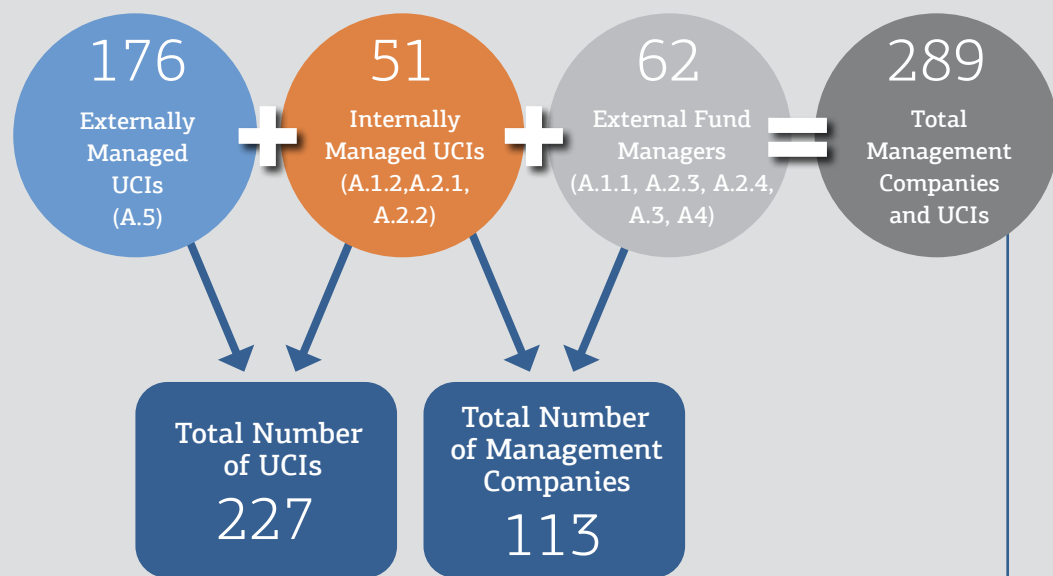 176
Externally
Managed
UCIs
(A.5)
+
51
Internally
Managed UCIs
(A.1.2,A.2.1,
A.2.2)
+
62
External Fund
Managers
(A.1.1, A.2.3, A.2.4,
A.3, A4)
=
289
Total
Management
Companies
and UCIs
Total Number
of UCIs
227
Total Number
of Management
Companies
113